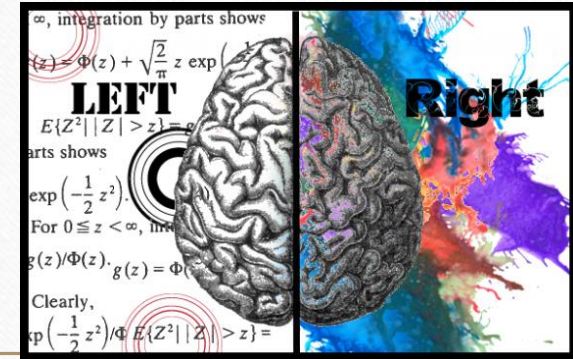 ∞, integration by parts shows
(z) = Φ(z) + √(2/π) z exp(
LEFT
Right
E{Z²| |Z| > z} =
arts shows
exp(−1/2 z²).
For 0 ≦ z < ∞,
g(z)/Φ(z).
g(z) = Φ(
Clearly,
xp(−1/2 z²)/Φ E{Z²| |Z| > z} =